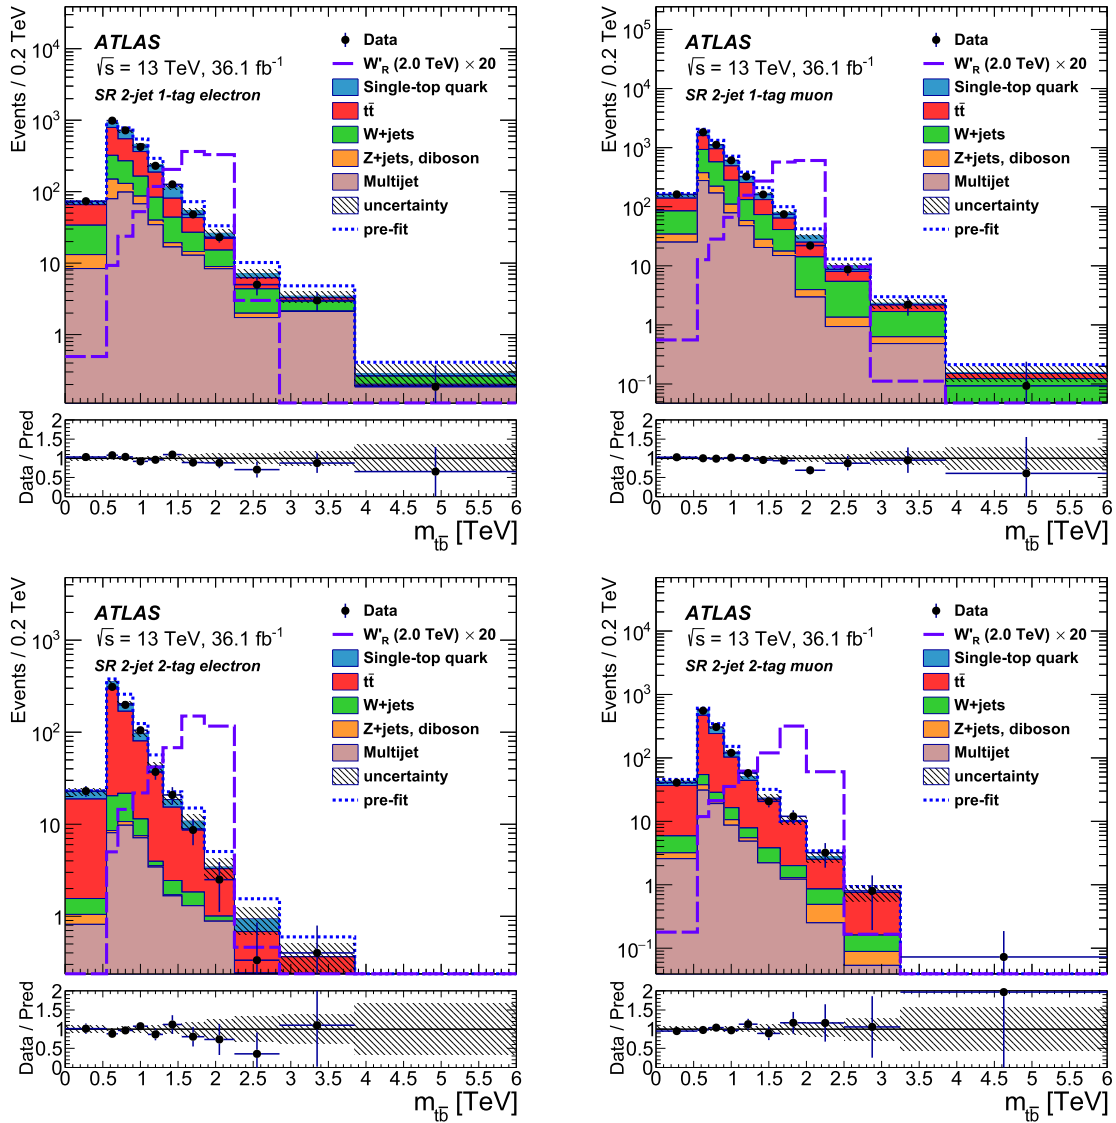 Events / 0.2 TeV
10⁴
10³
10²
10
1
ATLAS
√s = 13 TeV, 36.1 fb⁻¹
SR 2-jet 1-tag electron
Data
W'_R (2.0 TeV) × 20
Single-top quark
tt̄
W+jets
Z+jets, diboson
Multijet
uncertainty
pre-fit
Data / Pred
2
1.5
1
0.5
0
0 0.5 1 1.5 2 2.5 3 3.5 4 4.5 5 5.5 6
m_tb̄ [TeV]
Events / 0.2 TeV
10⁵
10⁴
10³
10²
10
1
10⁻¹
ATLAS
√s = 13 TeV, 36.1 fb⁻¹
SR 2-jet 1-tag muon
Data
W'_R (2.0 TeV) × 20
Single-top quark
tt̄
W+jets
Z+jets, diboson
Multijet
uncertainty
pre-fit
Data / Pred
2
1.5
1
0.5
0
0 0.5 1 1.5 2 2.5 3 3.5 4 4.5 5 5.5 6
m_tb̄ [TeV]
Events / 0.2 TeV
10³
10²
10
1
ATLAS
√s = 13 TeV, 36.1 fb⁻¹
SR 2-jet 2-tag electron
Data
W'_R (2.0 TeV) × 20
Single-top quark
tt̄
W+jets
Z+jets, diboson
Multijet
uncertainty
pre-fit
Data / Pred
2
1.5
1
0.5
0
0 0.5 1 1.5 2 2.5 3 3.5 4 4.5 5 5.5 6
m_tb̄ [TeV]
Events / 0.2 TeV
10⁴
10³
10²
10
1
10⁻¹
ATLAS
√s = 13 TeV, 36.1 fb⁻¹
SR 2-jet 2-tag muon
Data
W'_R (2.0 TeV) × 20
Single-top quark
tt̄
W+jets
Z+jets, diboson
Multijet
uncertainty
pre-fit
Data / Pred
2
1.5
1
0.5
0
0 0.5 1 1.5 2 2.5 3 3.5 4 4.5 5 5.5 6
m_tb̄ [TeV]